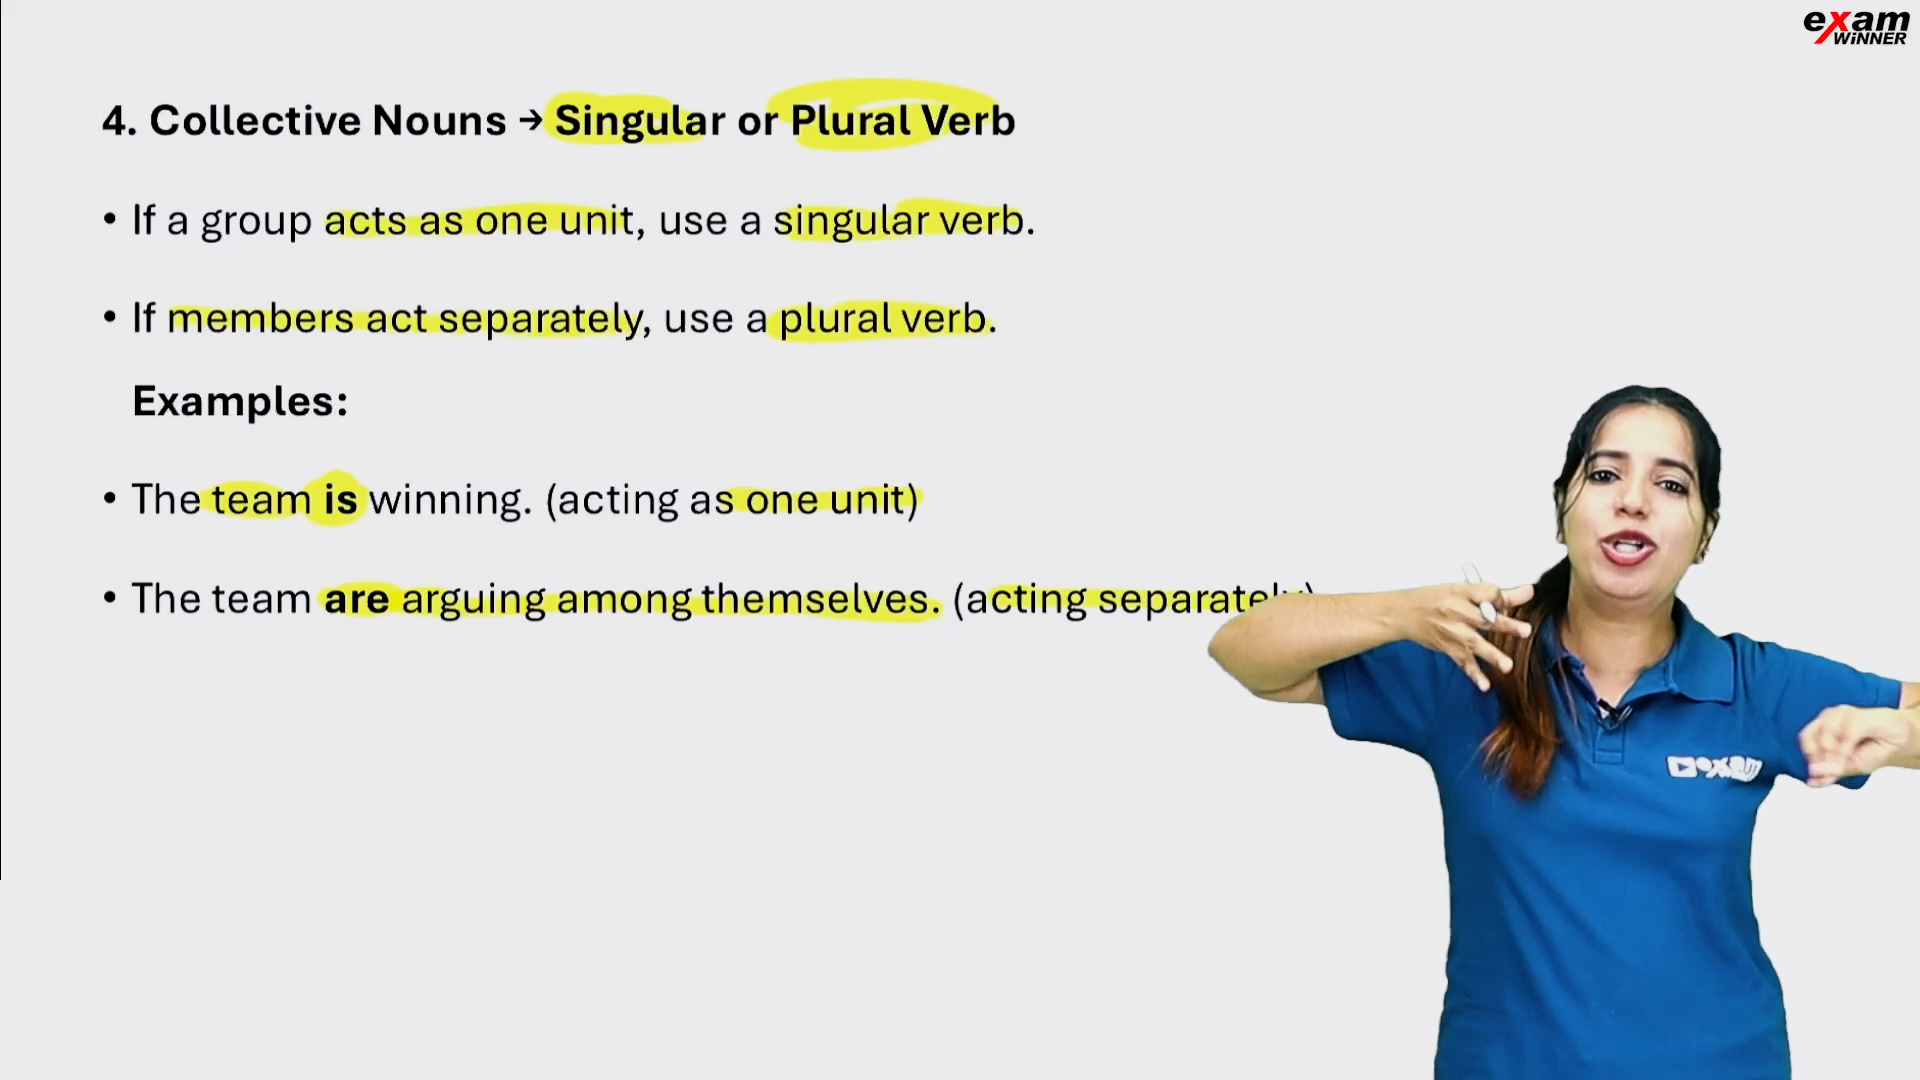 exam
WiNNER
4. Collective Nouns → Singular or Plural Verb
• If a group acts as one unit, use a singular verb.
• If members act separately, use a plural verb.
Examples:
• The team is winning. (acting as one unit)
• The team are arguing among themselves. (acting separately)
exam